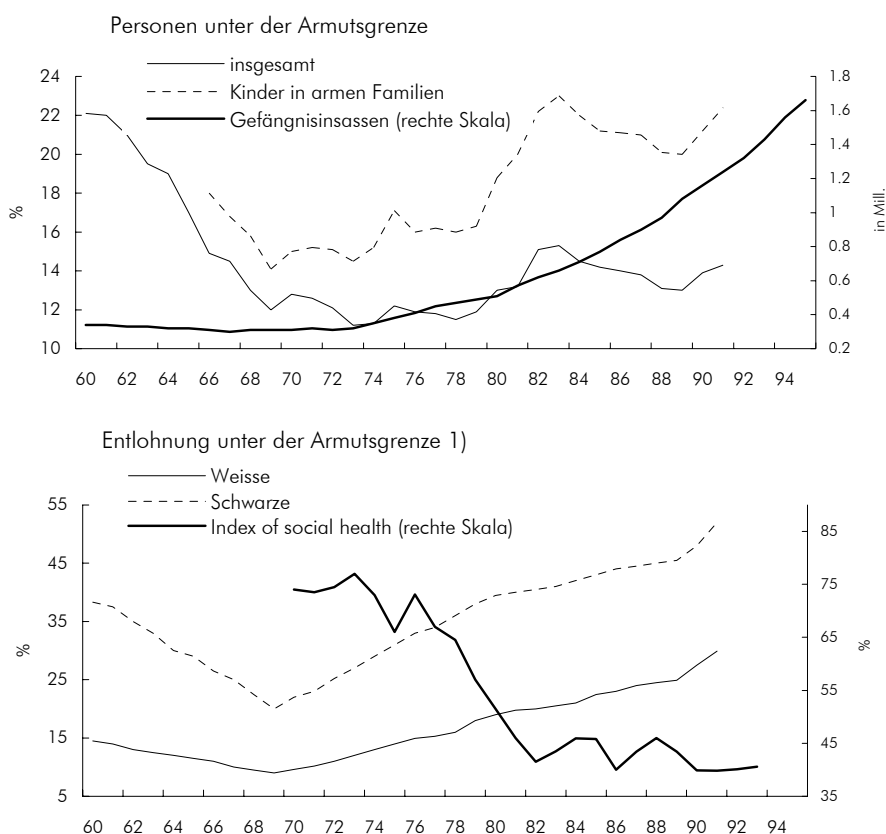 Personen unter der Armutsgrenze
insgesamt
Kinder in armen Familien
Gefängnisinsassen (rechte Skala)
24
22
20
18
16
14
12
10
%
1.8
1.6
1.4
1.2
1
0.8
0.6
0.4
0.2
in Mill.
60 62 64 66 68 70 72 74 76 78 80 82 84 86 88 90 92 94
Entlohnung unter der Armutsgrenze 1)
Weisse
Schwarze
Index of social health (rechte Skala)
55
45
35
25
15
5
%
85
75
65
55
45
35
%
60 62 64 66 68 70 72 74 76 78 80 82 84 86 88 90 92 94